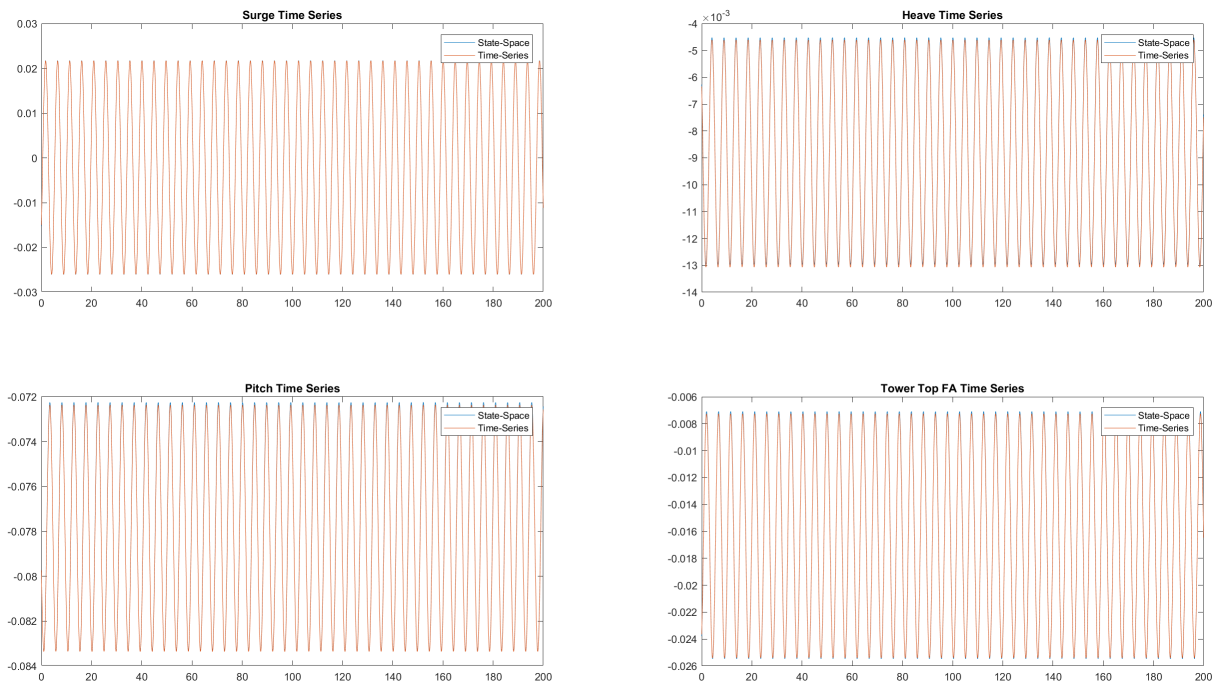 Surge Time Series
0.03
0.02
0.01
0
-0.01
-0.02
-0.03
0 20 40 60 80 100 120 140 160 180 200
State-Space
Time-Series
Heave Time Series
×10⁻³
-4
-5
-6
-7
-8
-9
-10
-11
-12
-13
-14
0 20 40 60 80 100 120 140 160 180 200
State-Space
Time-Series
Pitch Time Series
-0.072
-0.074
-0.076
-0.078
-0.08
-0.082
-0.084
0 20 40 60 80 100 120 140 160 180 200
State-Space
Time-Series
Tower Top FA Time Series
-0.006
-0.008
-0.01
-0.012
-0.014
-0.016
-0.018
-0.02
-0.022
-0.024
-0.026
0 20 40 60 80 100 120 140 160 180 200
State-Space
Time-Series